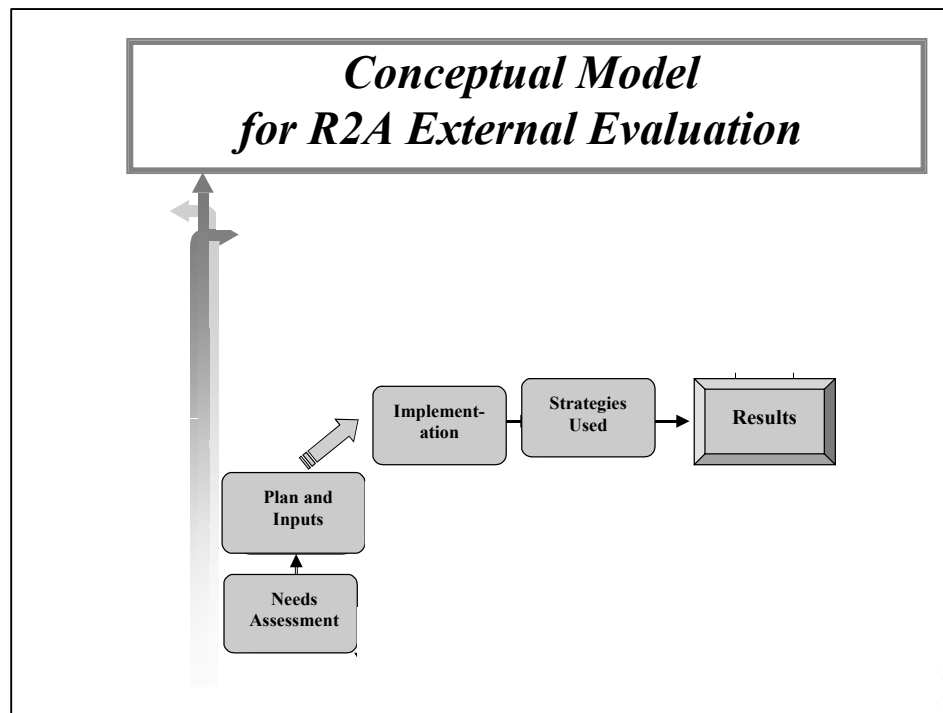 Conceptual Model
for R2A External Evaluation
Implement-
ation
Strategies
Used
Results
Plan and
Inputs
Needs
Assessment